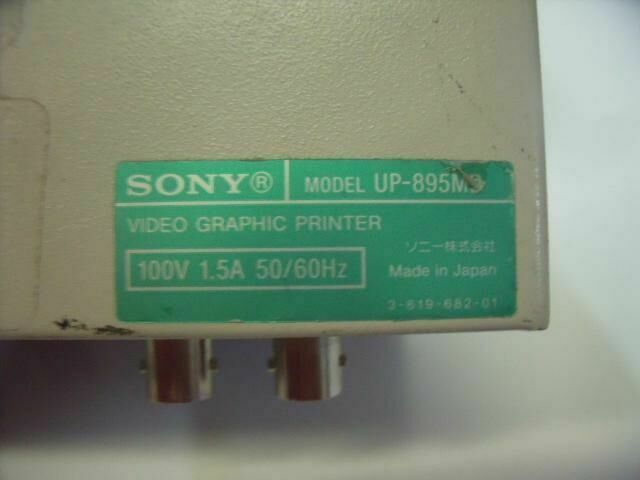 SONY® MODEL UP-895MD
VIDEO GRAPHIC PRINTER
100V 1.5A 50/60Hz
ソニー株式会社
Made in Japan
3-619-682-01